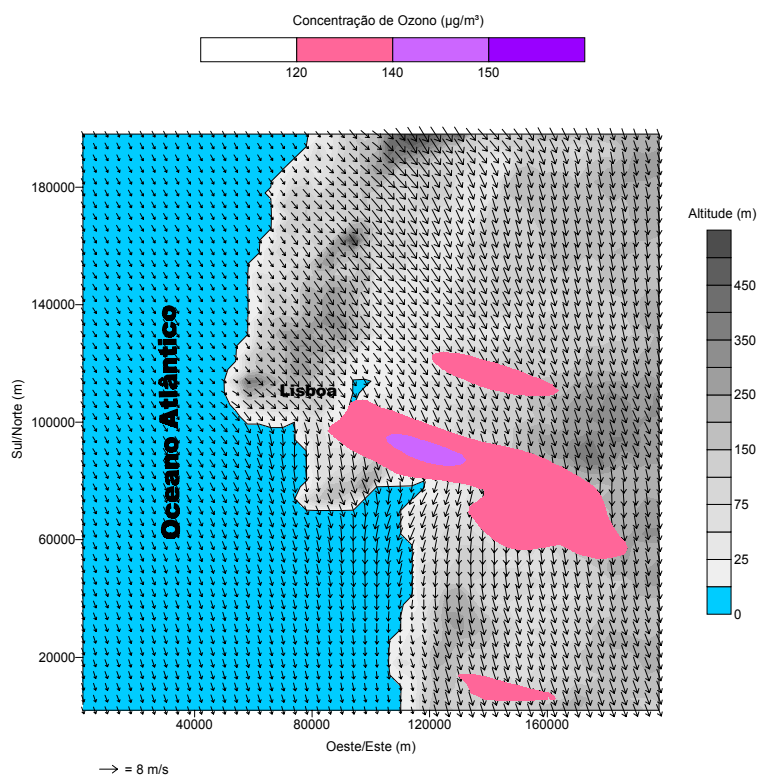 Concentração de Ozono (µg/m³)
120 140 150
180000
140000
100000
60000
20000
Sul/Norte (m)
Oceano Atlântico
Lisboa
Altitude (m)
450
350
250
150
75
25
0
40000 80000 120000 160000
Oeste/Este (m)
= 8 m/s